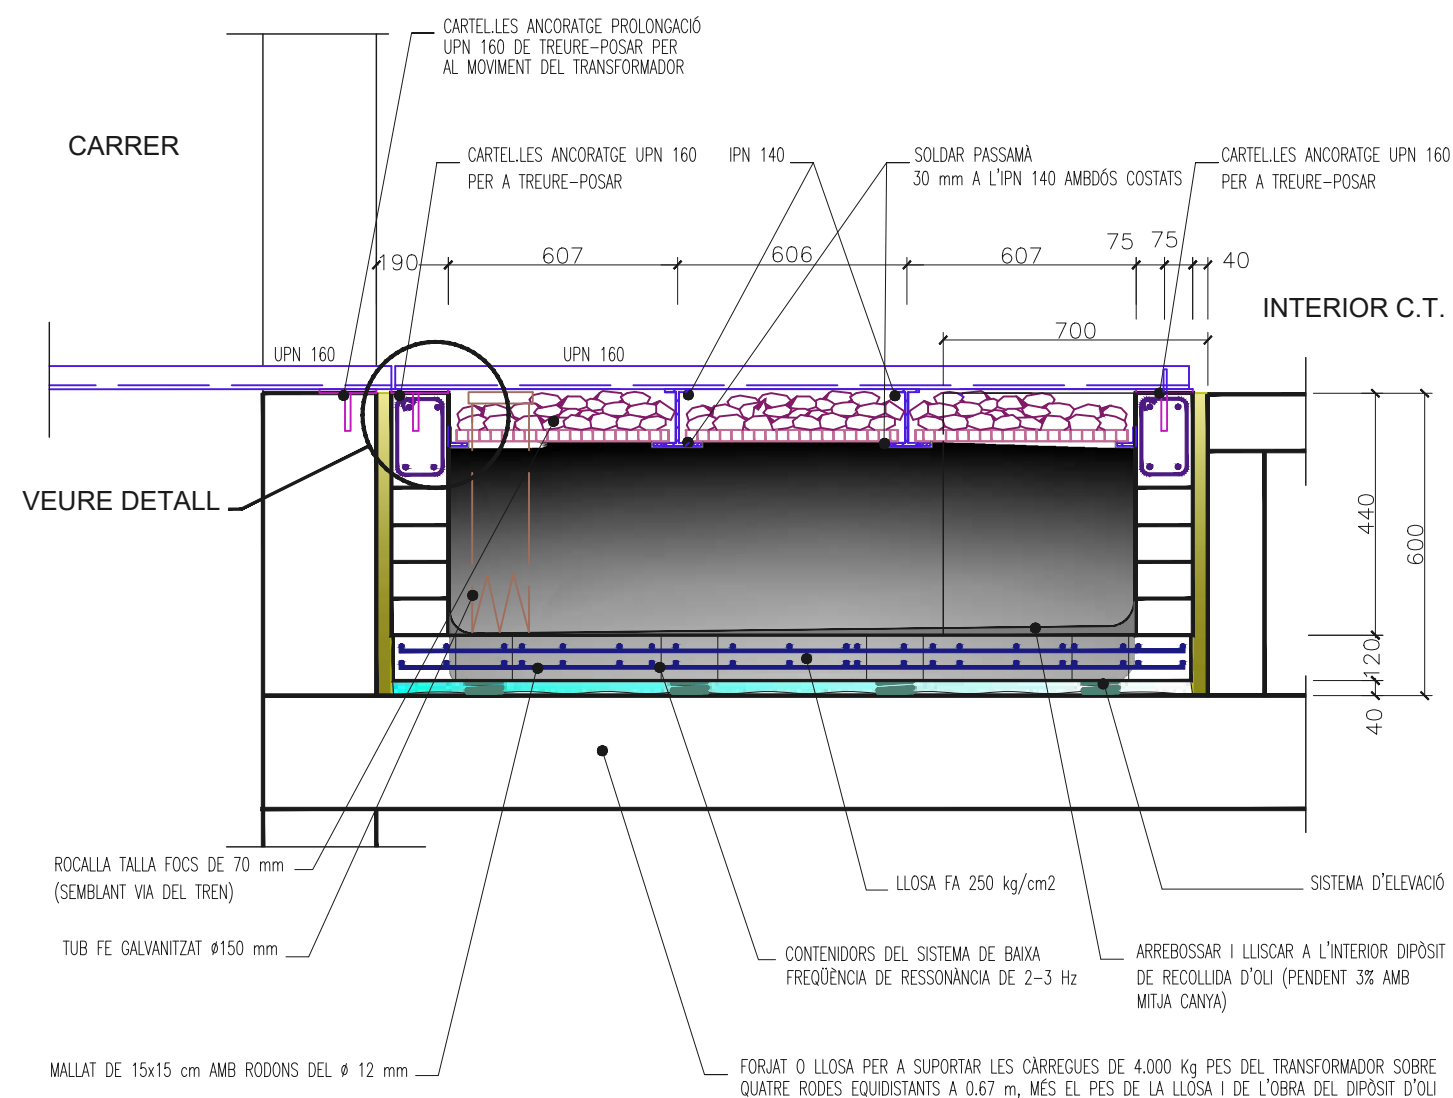 CARTEL.LES ANCORATGE PROLONGACIÓ
UPN 160 DE TREURE-POSAR PER
AL MOVIMENT DEL TRANSFORMADOR
CARRER
CARTEL.LES ANCORATGE UPN 160
PER A TREURE-POSAR
IPN 140
SOLDAR PASSAMÀ
30 mm A L'IPN 140 AMBDÓS COSTATS
CARTEL.LES ANCORATGE UPN 160
PER A TREURE-POSAR
190
607
606
607
75
75
40
INTERIOR C.T.
700
UPN 160
UPN 160
VEURE DETALL
440
600
120
40
ROCALLA TALLA FOCS DE 70 mm
(SEMBLANT VIA DEL TREN)
LLOSA FA 250 kg/cm2
SISTEMA D'ELEVACIÓ
TUB FE GALVANITZAT ø150 mm
CONTENIDORS DEL SISTEMA DE BAIXA
FREQÜÈNCIA DE RESSONÀNCIA DE 2-3 Hz
ARREBOSSAR I LLISCAR A L'INTERIOR DIPÒSIT
DE RECOLLIDA D'OLI (PENDENT 3% AMB
MITJA CANYA)
MALLAT DE 15x15 cm AMB RODONS DEL ø 12 mm
FORJAT O LLOSA PER A SUPORTAR LES CÀRREGUES DE 4.000 Kg PES DEL TRANSFORMADOR SOBRE
QUATRE RODES EQUIDISTANTS A 0.67 m, MÉS EL PES DE LA LLOSA I DE L'OBRA DEL DIPÒSIT D'OLI